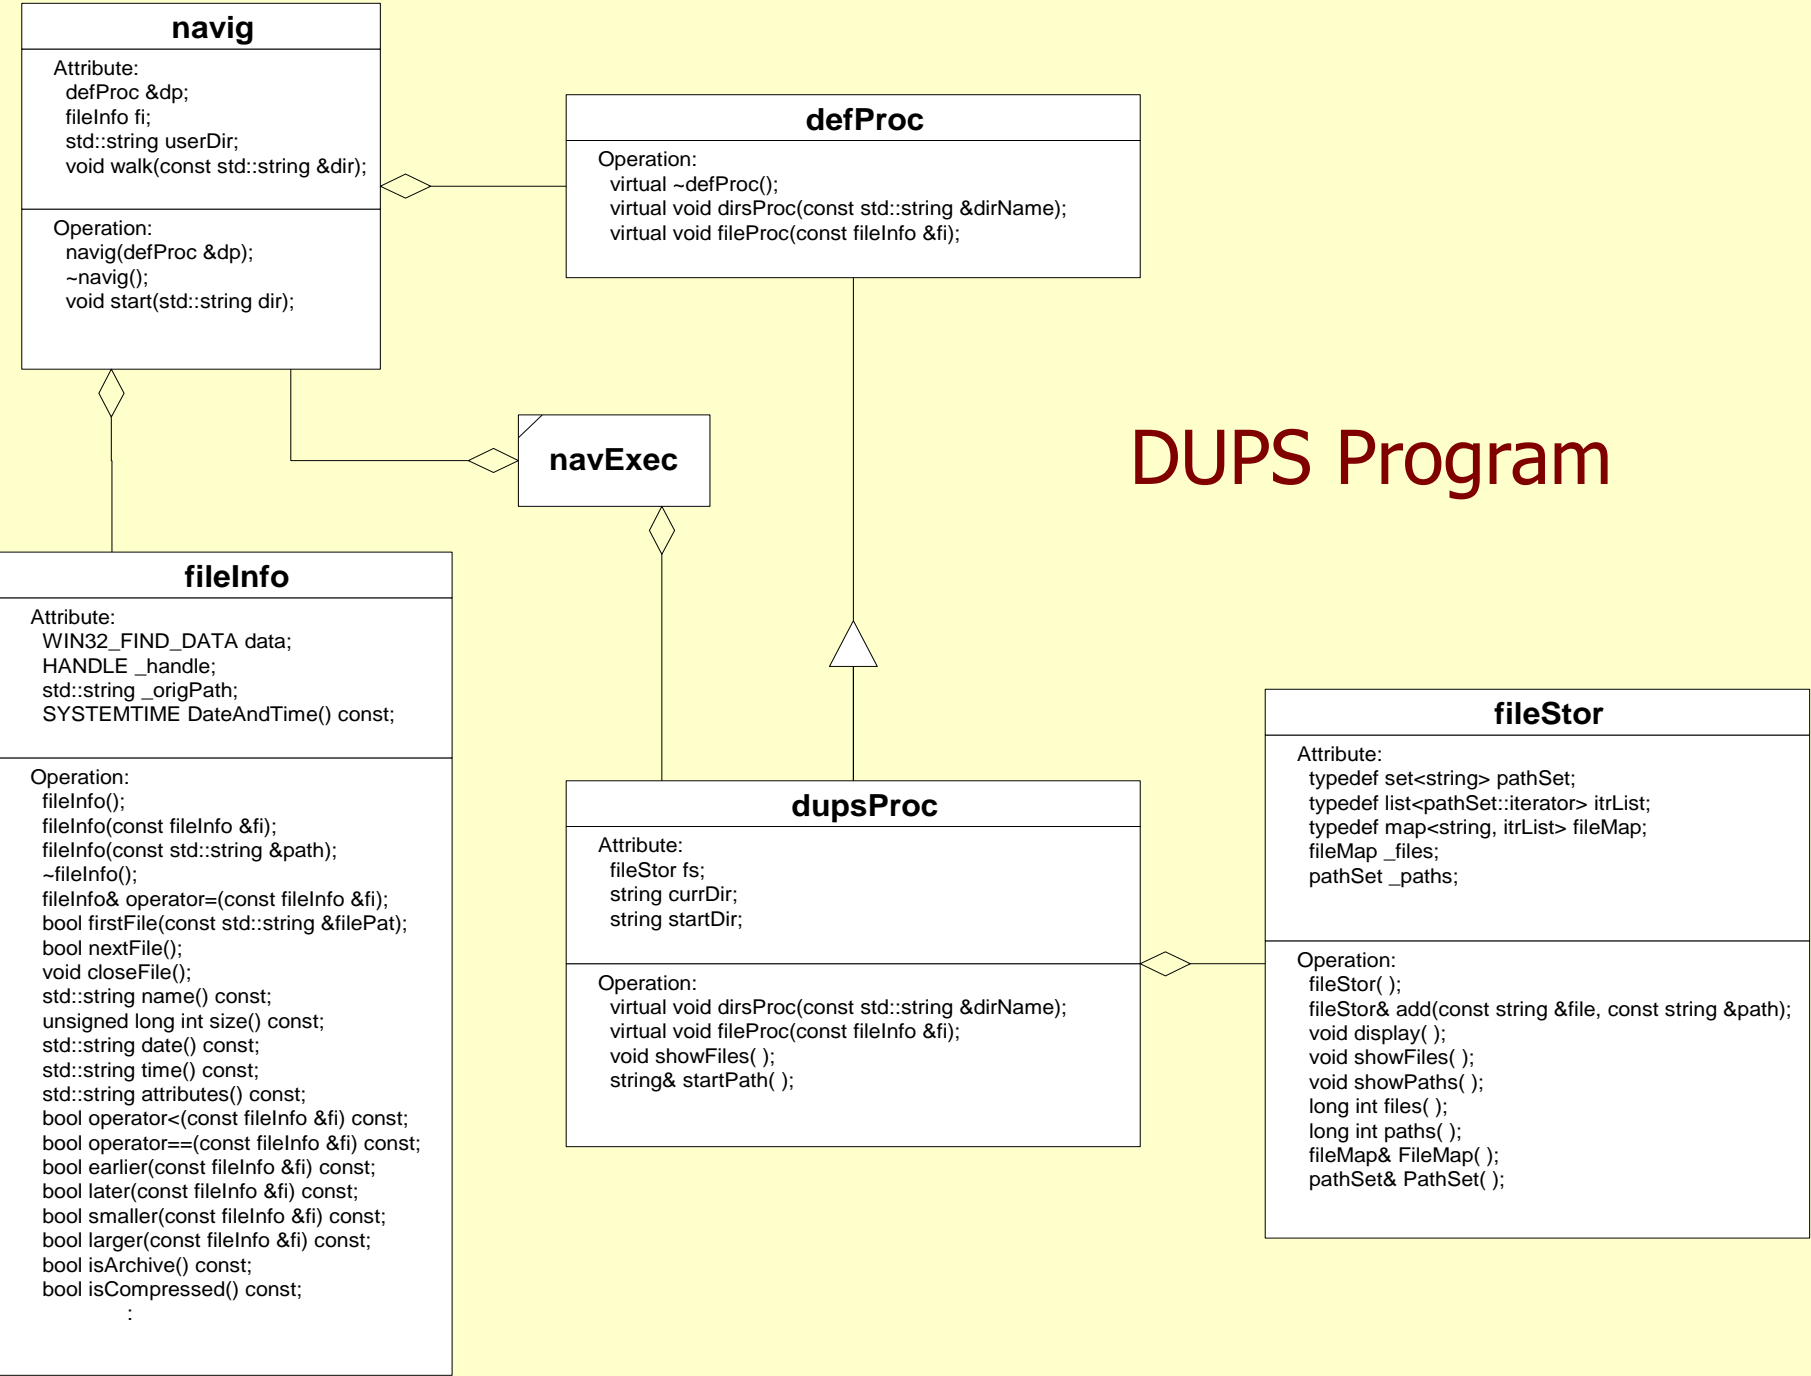 navig
Attribute:
defProc &dp;
fileInfo fi;
std::string userDir;
void walk(const std::string &dir);
Operation:
navig(defProc &dp);
~navig();
void start(std::string dir);
defProc
Operation:
virtual ~defProc();
virtual void dirsProc(const std::string &dirName);
virtual void fileProc(const fileInfo &fi);
navExec
DUPS Program
fileInfo
Attribute:
WIN32_FIND_DATA data;
HANDLE _handle;
std::string _origPath;
SYSTEMTIME DateAndTime() const;
Operation:
fileInfo();
fileInfo(const fileInfo &fi);
fileInfo(const std::string &path);
~fileInfo();
fileInfo& operator=(const fileInfo &fi);
bool firstFile(const std::string &filePat);
bool nextFile();
void closeFile();
std::string name() const;
unsigned long int size() const;
std::string date() const;
std::string time() const;
std::string attributes() const;
bool operator<(const fileInfo &fi) const;
bool operator==(const fileInfo &fi) const;
bool earlier(const fileInfo &fi) const;
bool later(const fileInfo &fi) const;
bool smaller(const fileInfo &fi) const;
bool larger(const fileInfo &fi) const;
bool isArchive() const;
bool isCompressed() const;
:
dupsProc
Attribute:
fileStor fs;
string currDir;
string startDir;
Operation:
virtual void dirsProc(const std::string &dirName);
virtual void fileProc(const fileInfo &fi);
void showFiles( );
string& startPath( );
fileStor
Attribute:
typedef set<string> pathSet;
typedef list<pathSet::iterator> itrList;
typedef map<string, itrList> fileMap;
fileMap _files;
pathSet _paths;
Operation:
fileStor( );
fileStor& add(const string &file, const string &path);
void display( );
void showFiles( );
void showPaths( );
long int files( );
long int paths( );
fileMap& FileMap( );
pathSet& PathSet( );